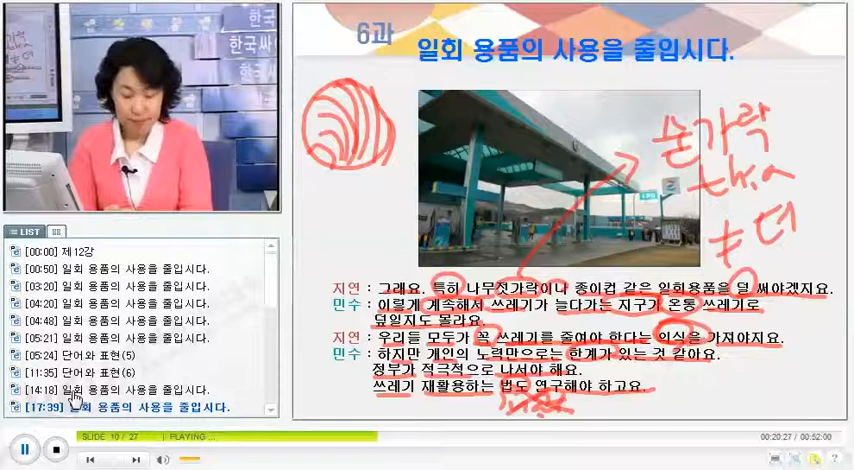 6과
일회 용품의 사용을 줄입시다.
숟가락
지연 : 그래요. 특히 나무젓가락이나 종이컵 같은 일회용품을 덜 써야겠지요.
민수 : 이렇게 계속해서 쓰레기가 늘다가는 지구가 온통 쓰레기로
덮일지도 몰라요.
지연 : 우리들 모두가 꼭 쓰레기를 줄여야 한다는 의식을 가져야지요.
민수 : 하지만 개인의 노력만으로는 한계가 있는 것 같아요.
정부가 적극적으로 나서야 해요.
쓰레기 재활용하는 법도 연구해야 하고요.
LIST
[00:00] 제12강
[00:50] 일회 용품의 사용을 줄입시다.
[03:20] 일회 용품의 사용을 줄입시다.
[04:20] 일회 용품의 사용을 줄입시다.
[04:48] 일회 용품의 사용을 줄입시다.
[05:21] 일회 용품의 사용을 줄입시다.
[05:24] 단어와 표현(5)
[11:35] 단어와 표현(6)
[14:18] 일회 용품의 사용을 줄입시다.
[17:39] 일회 용품의 사용을 줄입시다.
SLIDE 10 / 27 PLAYING ...
00:20:27 / 00:52:00